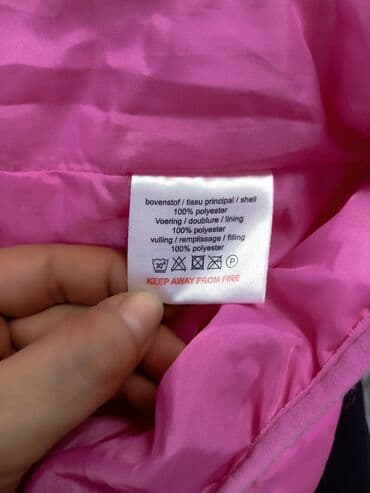 bovenstof / tissu principal / shell
100% polyester
Voering / doublure / lining
100% polyester
vulling / remplissage / filling
100% polyester
30° P
KEEP AWAY FROM FIRE